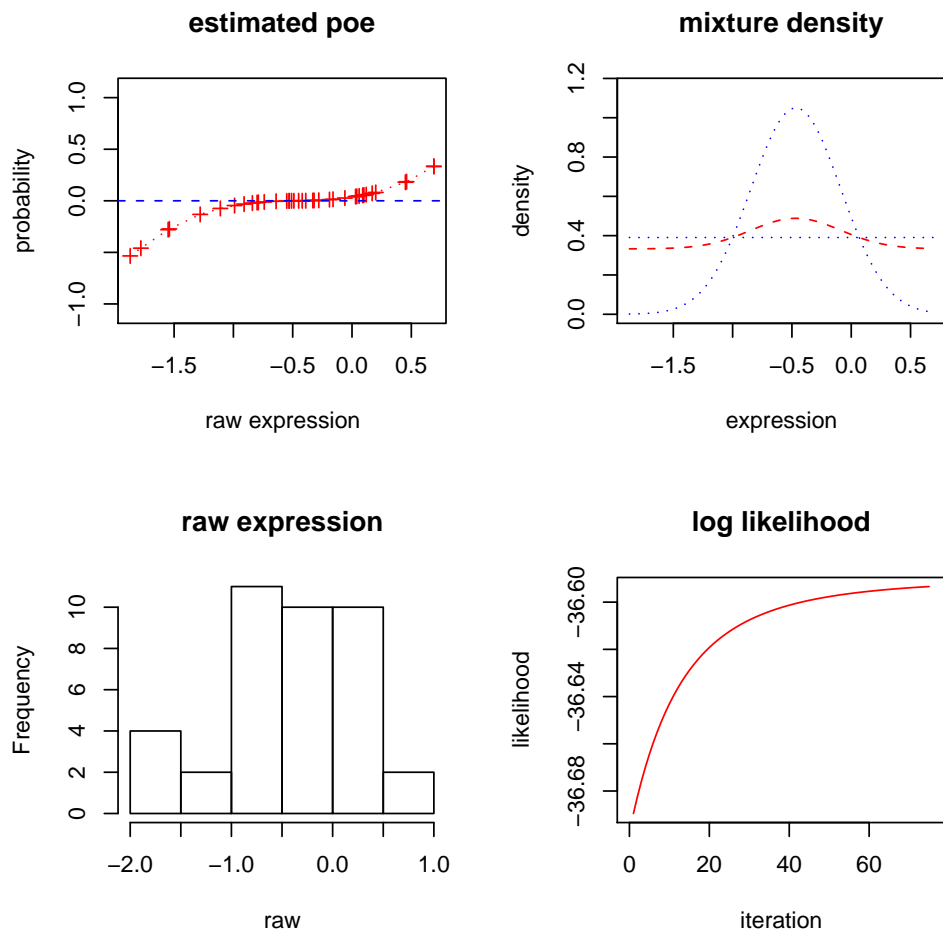 estimated poe
probability
−1.0
0.0
0.5
1.0
−1.5
−0.5
0.0
0.5
raw expression
mixture density
density
0.0
0.4
0.8
1.2
−1.5
−0.5
0.0
0.5
expression
raw expression
Frequency
0
2
4
6
8
10
−2.0
−1.0
0.0
1.0
raw
log likelihood
likelihood
−36.68
−36.64
−36.60
0
20
40
60
iteration